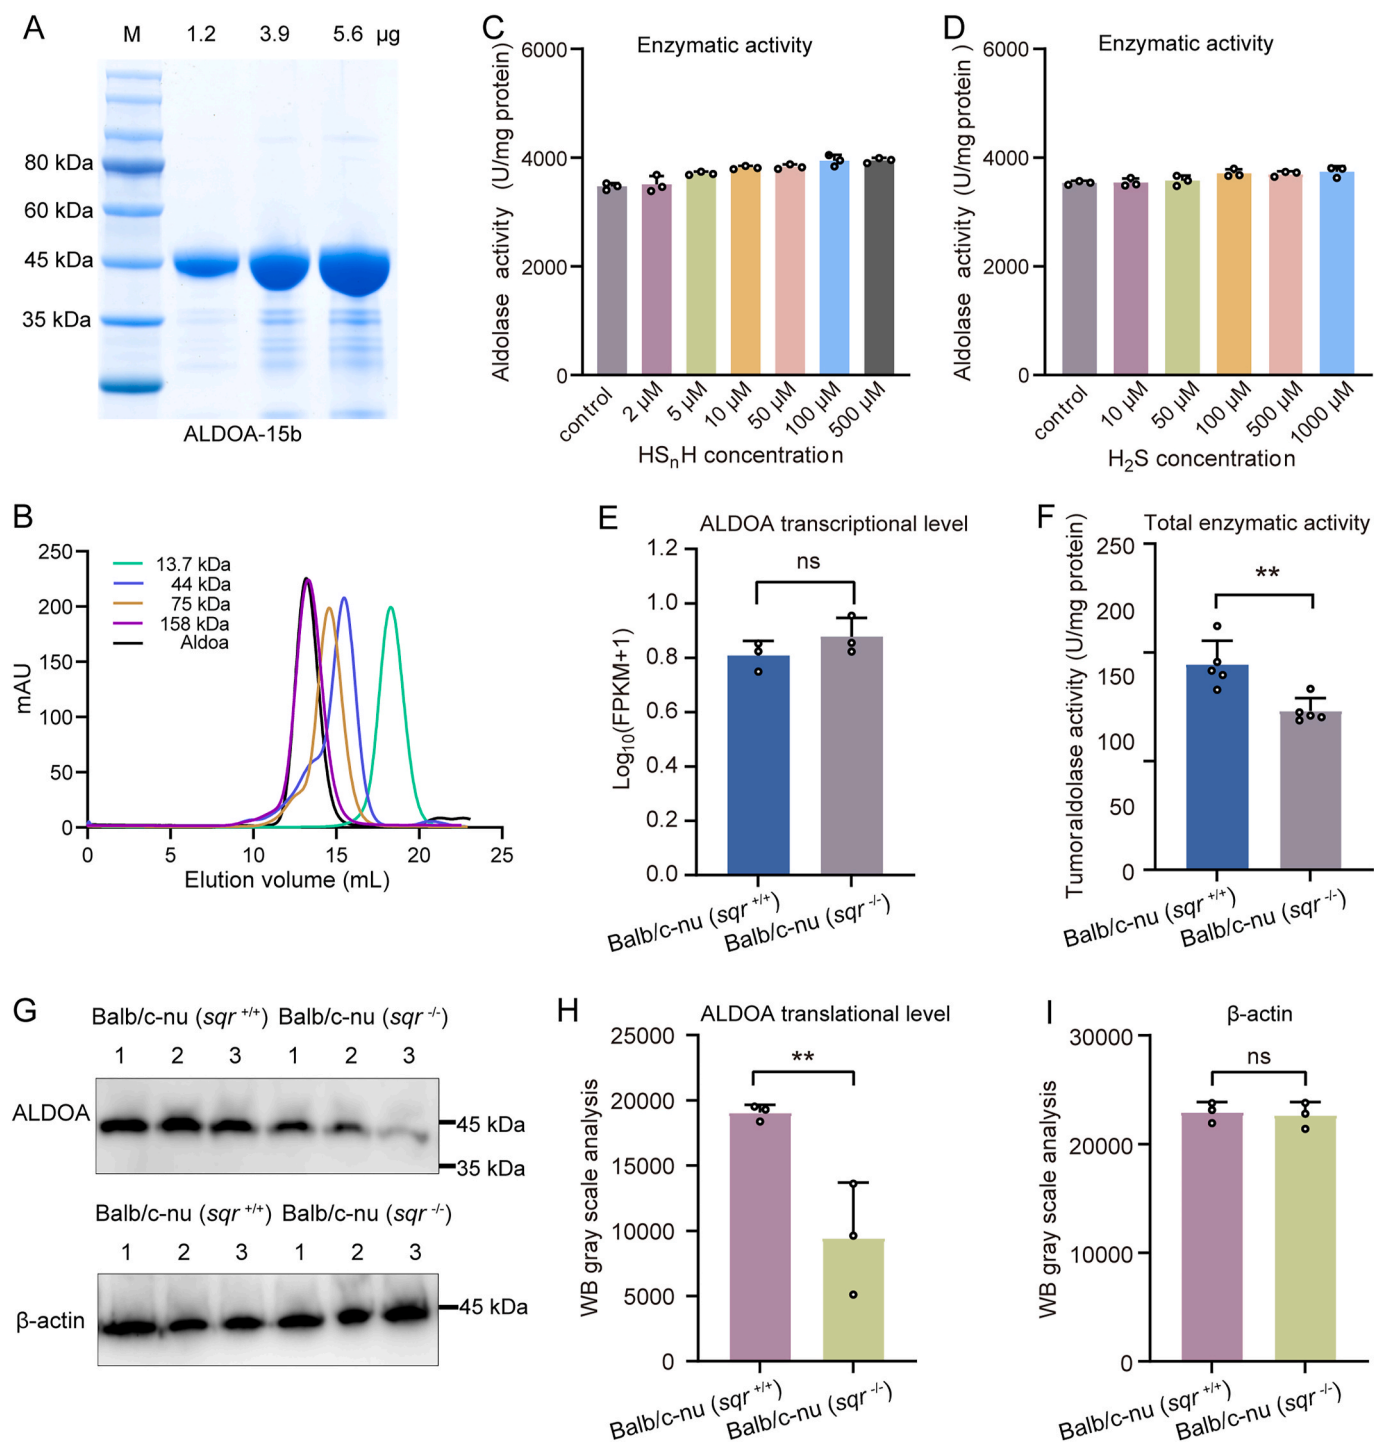 A
M 1.2 3.9 5.6 µg
80 kDa
60 kDa
45 kDa
35 kDa
ALDOA-15b
B
250
200
150
100
50
0
mAU
13.7 kDa
44 kDa
75 kDa
158 kDa
Aldoa
0 5 10 15 20 25
Elution volume (mL)
C
Enzymatic activity
6000
4000
2000
0
Aldolase activity (U/mg protein)
control 2 µM 5 µM 10 µM 50 µM 100 µM 500 µM
HSnH concentration
D
Enzymatic activity
6000
4000
2000
0
Aldolase activity (U/mg protein )
control 10 µM 50 µM 100 µM 500 µM 1000 µM
H2S concentration
E
ALDOA transcriptional level
1.2
1.0
0.8
0.6
0.4
0.2
0.0
Log10(FPKM+1)
ns
Balb/c-nu (sqr +/+) Balb/c-nu (sqr -/-)
F
Total enzymatic activity
250
200
150
100
50
0
Tumoraldolase activity (U/mg protein)
**
Balb/c-nu (sqr +/+) Balb/c-nu (sqr -/-)
G
Balb/c-nu (sqr +/+) Balb/c-nu (sqr -/-)
1 2 3 1 2 3
ALDOA
45 kDa
35 kDa
Balb/c-nu (sqr +/+) Balb/c-nu (sqr -/-)
1 2 3 1 2 3
45 kDa
β-actin
H
ALDOA translational level
25000
20000
15000
10000
5000
0
WB gray scale analysis
**
Balb/c-nu (sqr +/+) Balb/c-nu (sqr -/-)
I
β-actin
30000
20000
10000
0
WB gray scale analysis
ns
Balb/c-nu (sqr +/+) Balb/c-nu (sqr -/-)